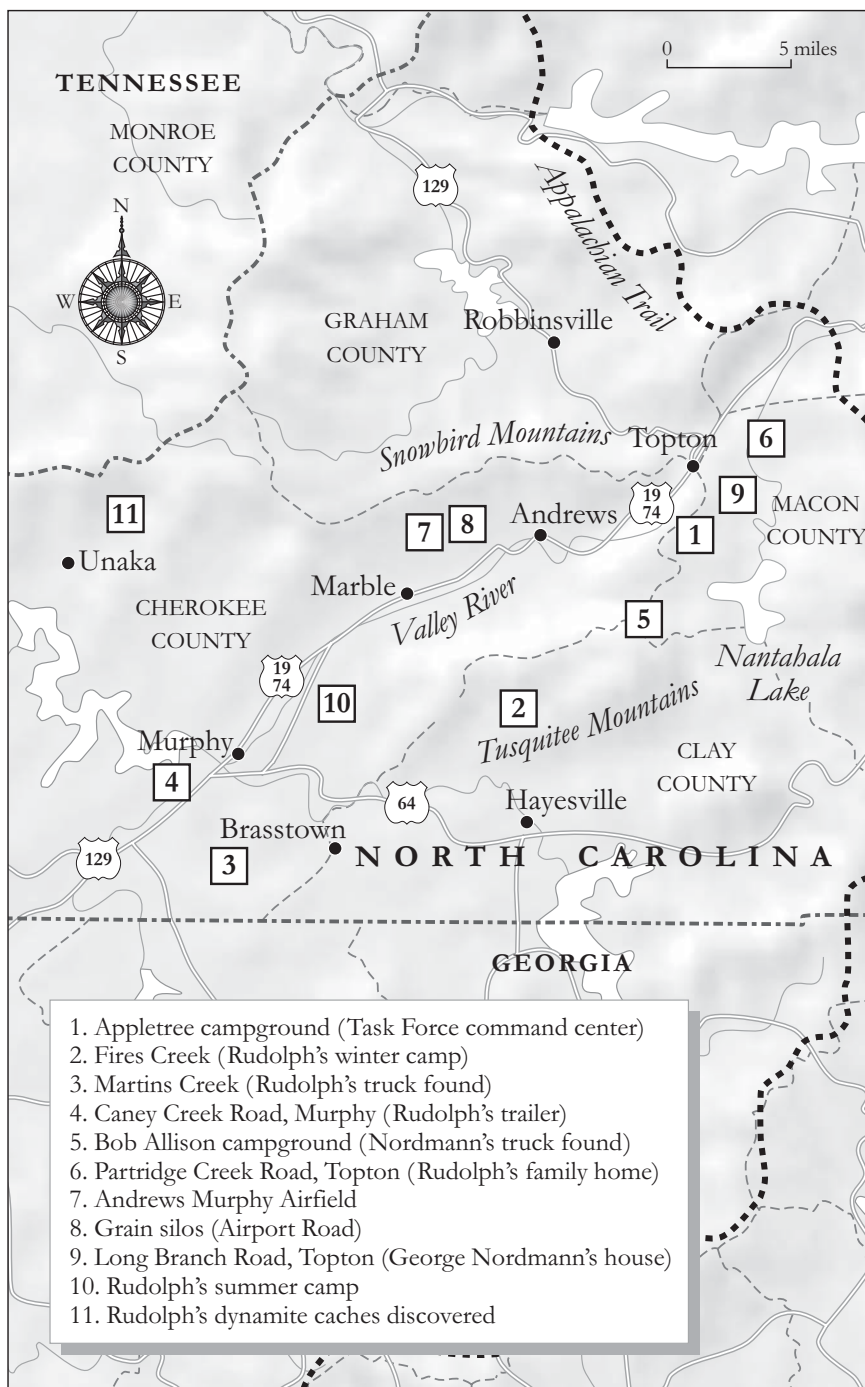 0 5 miles
TENNESSEE
MONROE
COUNTY
129
Appalachian Trail
N
W E
S
GRAHAM
COUNTY
Robbinsville
Snowbird Mountains
Topton
6
9
MACON
COUNTY
11
Unaka
7
8
Andrews
19
74
1
Marble
Valley River
CHEROKEE
COUNTY
5
Nantahala
Lake
19
74
10
2
Tusquitee Mountains
Murphy
4
CLAY
COUNTY
64
Hayesville
Brasstown
129
3
NORTH CAROLINA
GEORGIA
1. Appletree campground (Task Force command center)
2. Fires Creek (Rudolph's winter camp)
3. Martins Creek (Rudolph's truck found)
4. Caney Creek Road, Murphy (Rudolph's trailer)
5. Bob Allison campground (Nordmann's truck found)
6. Partridge Creek Road, Topton (Rudolph's family home)
7. Andrews Murphy Airfield
8. Grain silos (Airport Road)
9. Long Branch Road, Topton (George Nordmann's house)
10. Rudolph's summer camp
11. Rudolph's dynamite caches discovered